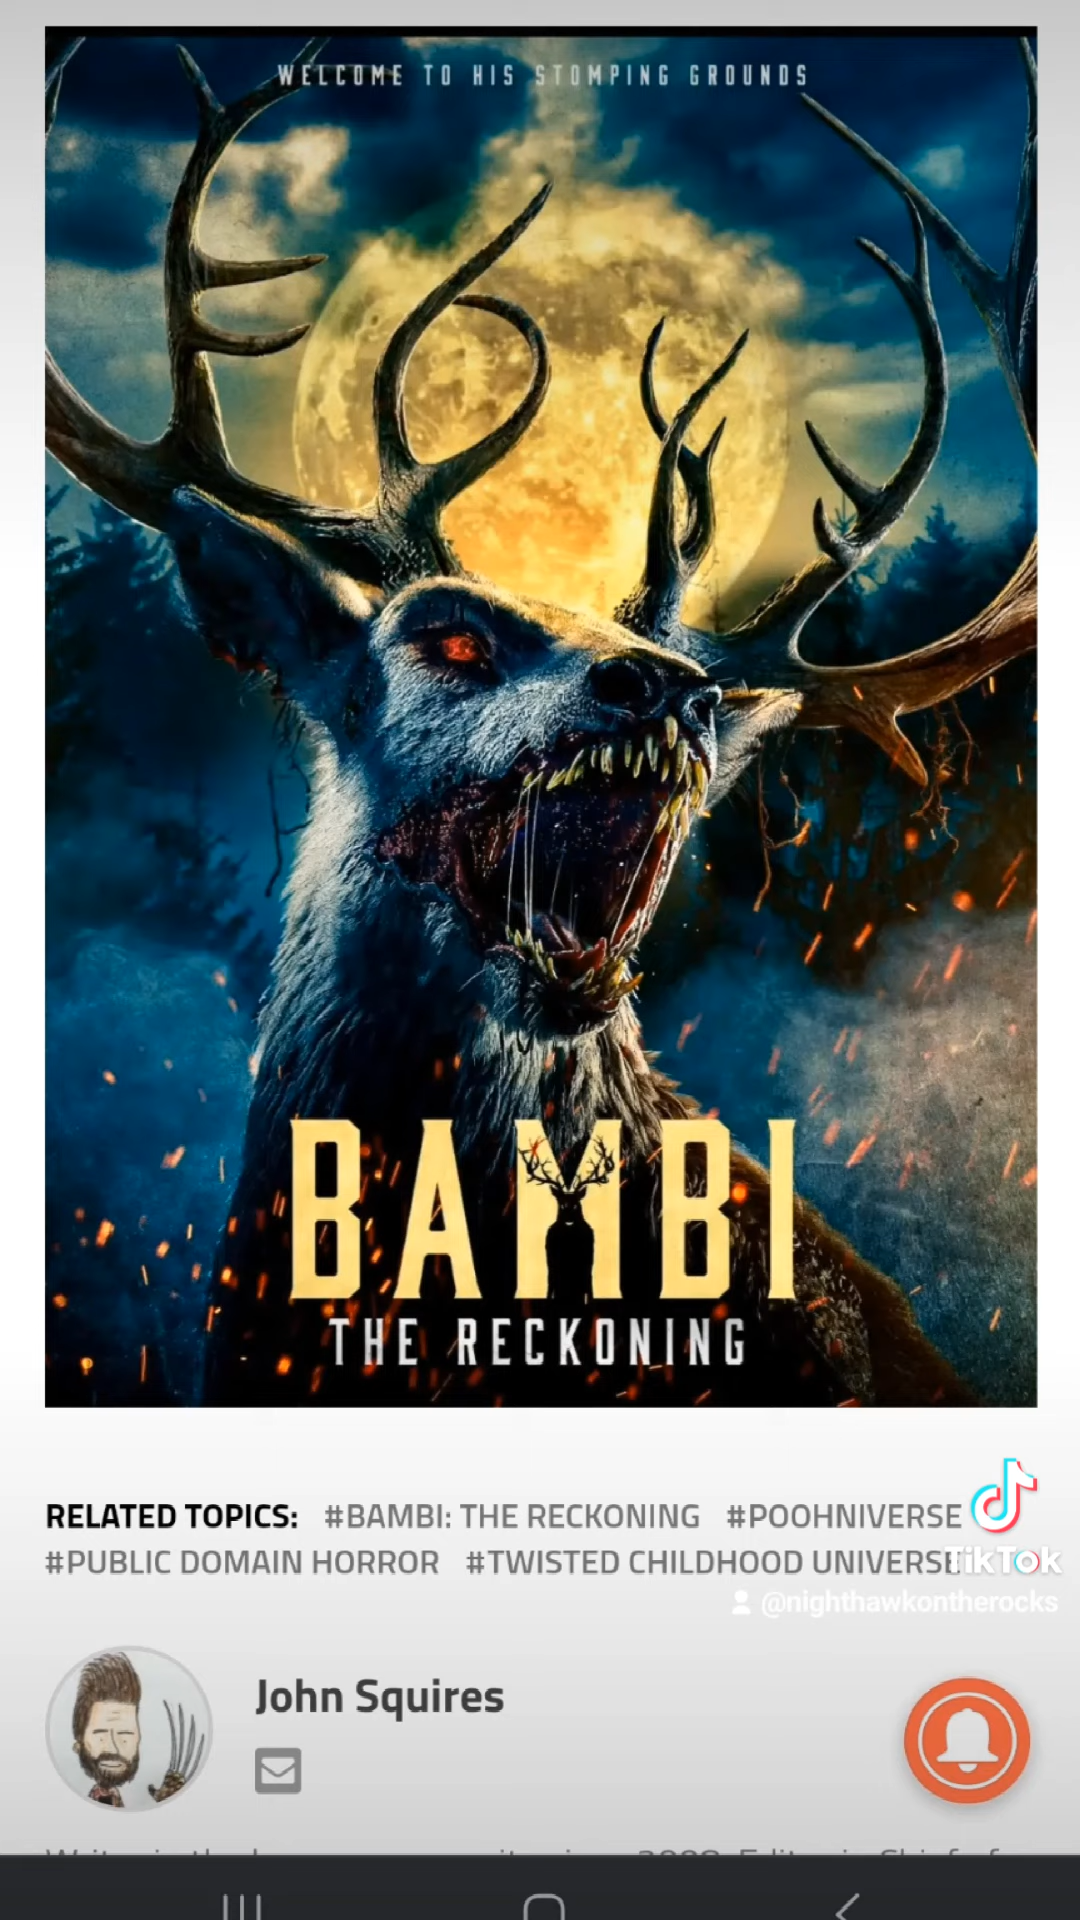 WELCOME TO HIS STOMPING GROUNDS
BAMBI
THE RECKONING
RELATED TOPICS: #BAMBI: THE RECKONING #POOHNIVERSE
#PUBLIC DOMAIN HORROR #TWISTED CHILDHOOD UNIVERSE
TikTok
@nighthawkontherocks
John Squires